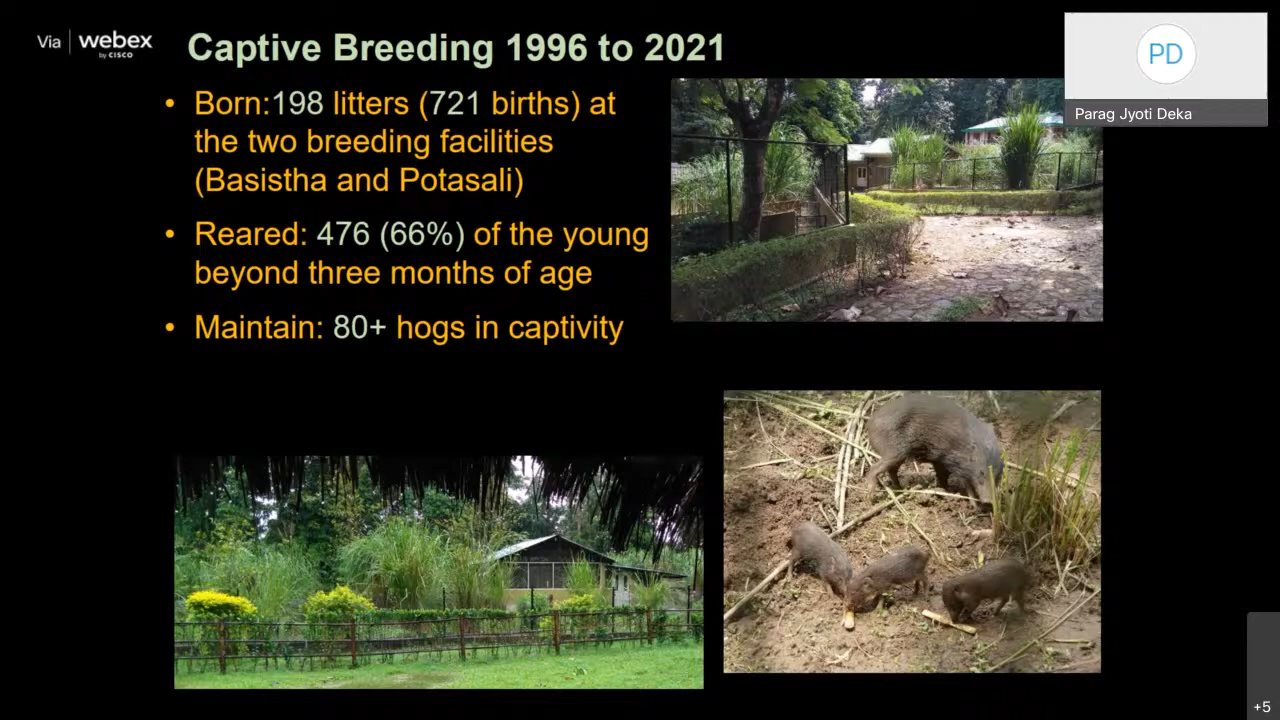 Via webex
by CISCO
Captive Breeding 1996 to 2021
PD
Parag Jyoti Deka
• Born:198 litters (721 births) at
the two breeding facilities
(Basistha and Potasali)
• Reared: 476 (66%) of the young
beyond three months of age
• Maintain: 80+ hogs in captivity
+5